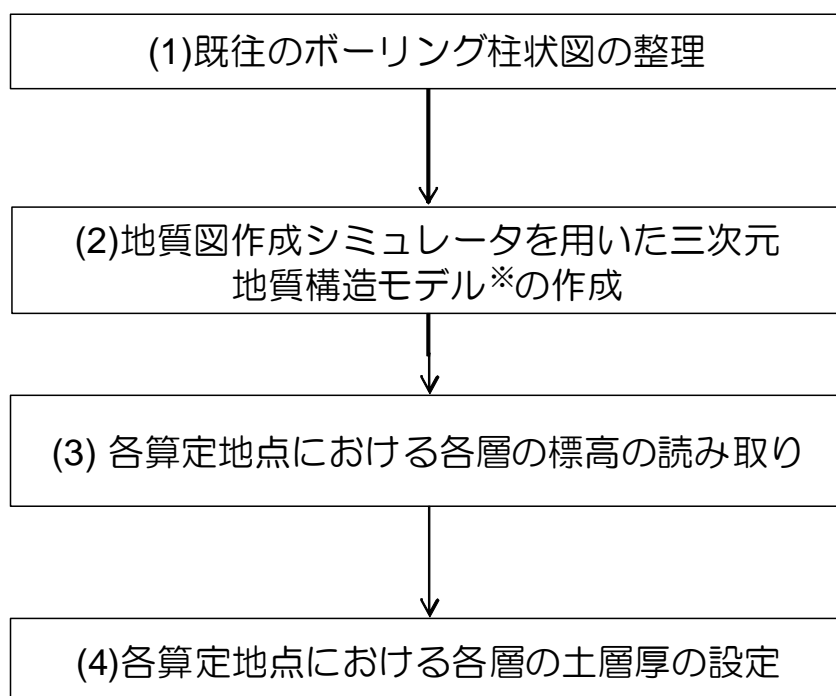 (1)既往のボーリング柱状図の整理
(2)地質図作成シミュレータを用いた三次元
地質構造モデル※の作成
(3) 各算定地点における各層の標高の読み取り
(4)各算定地点における各層の土層厚の設定